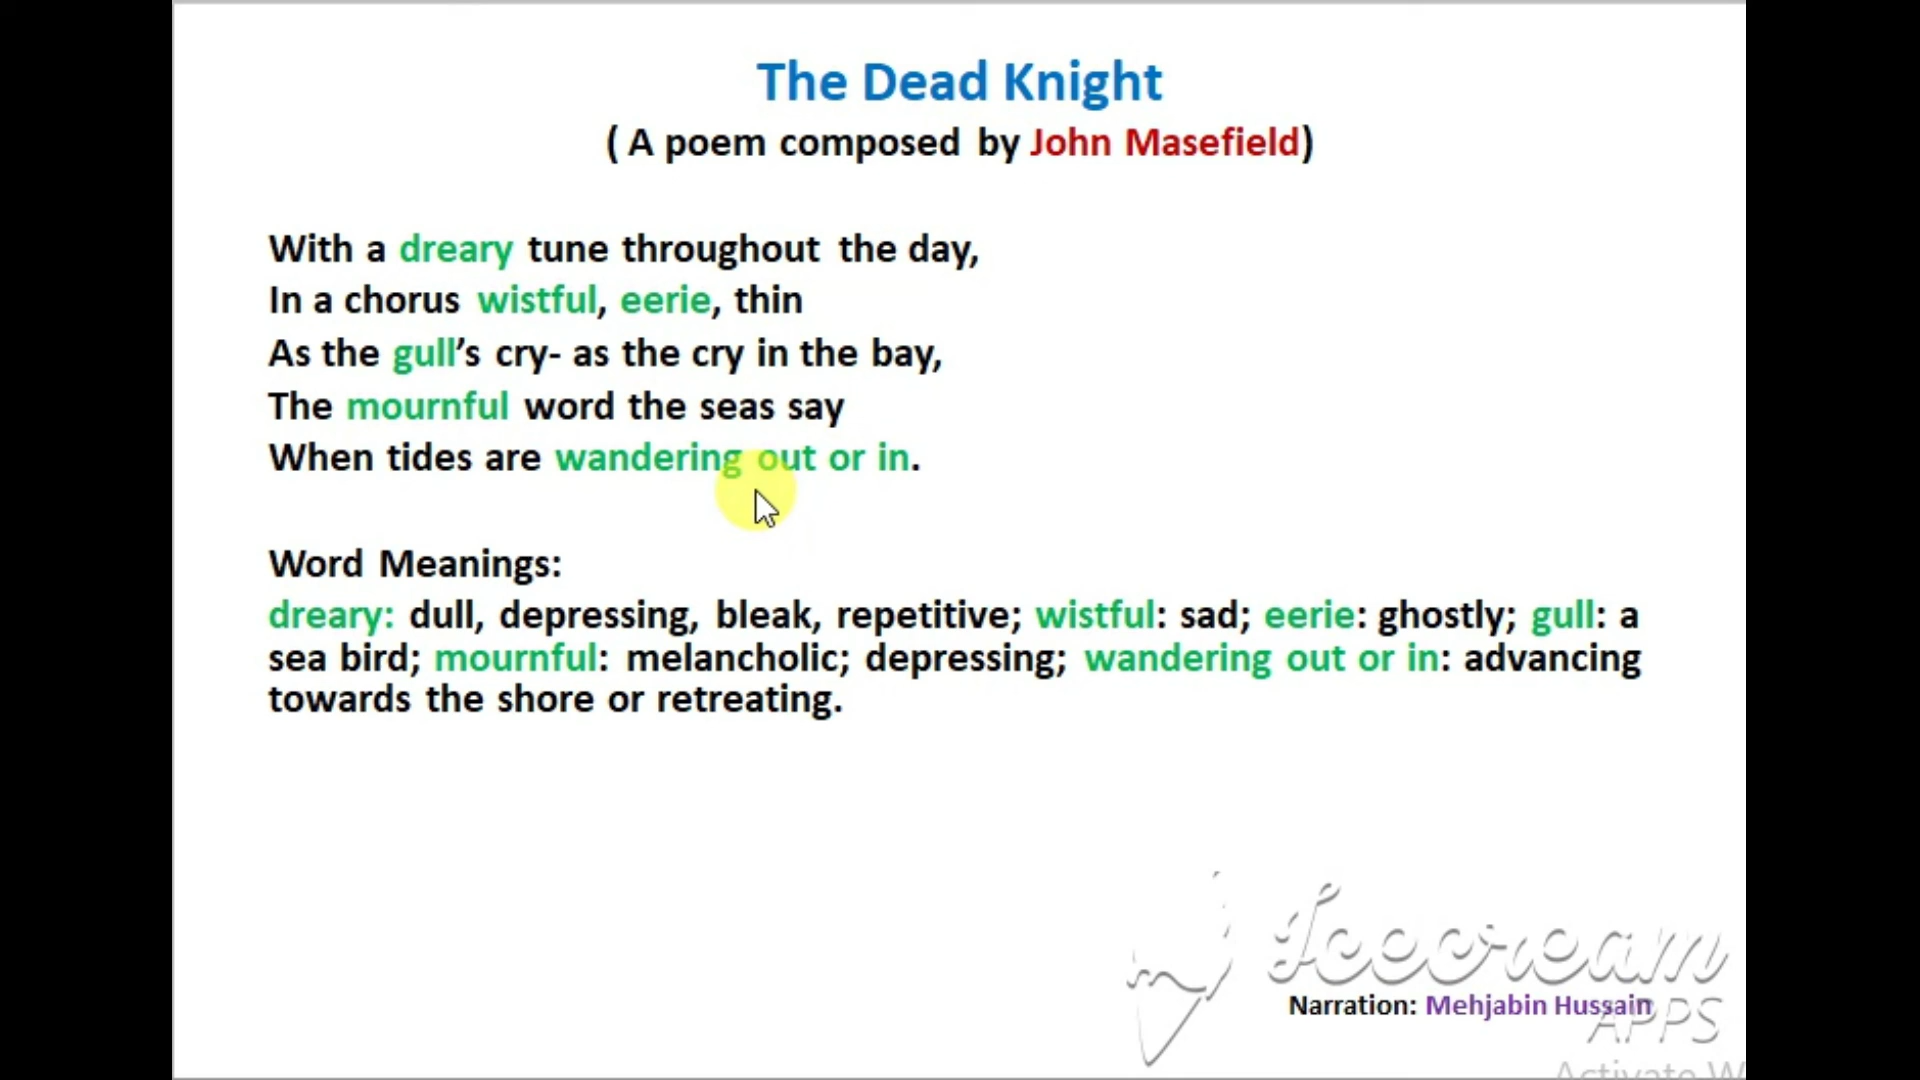 The Dead Knight
( A poem composed by John Masefield)
With a dreary tune throughout the day,
In a chorus wistful, eerie, thin
As the gull's cry- as the cry in the bay,
The mournful word the seas say
When tides are wandering out or in.
Word Meanings:
dreary: dull, depressing, bleak, repetitive; wistful: sad; eerie: ghostly; gull: a
sea bird; mournful: melancholic; depressing; wandering out or in: advancing
towards the shore or retreating.
Icecream
Narration: Mehjabin Hussain
APPS
Activate W